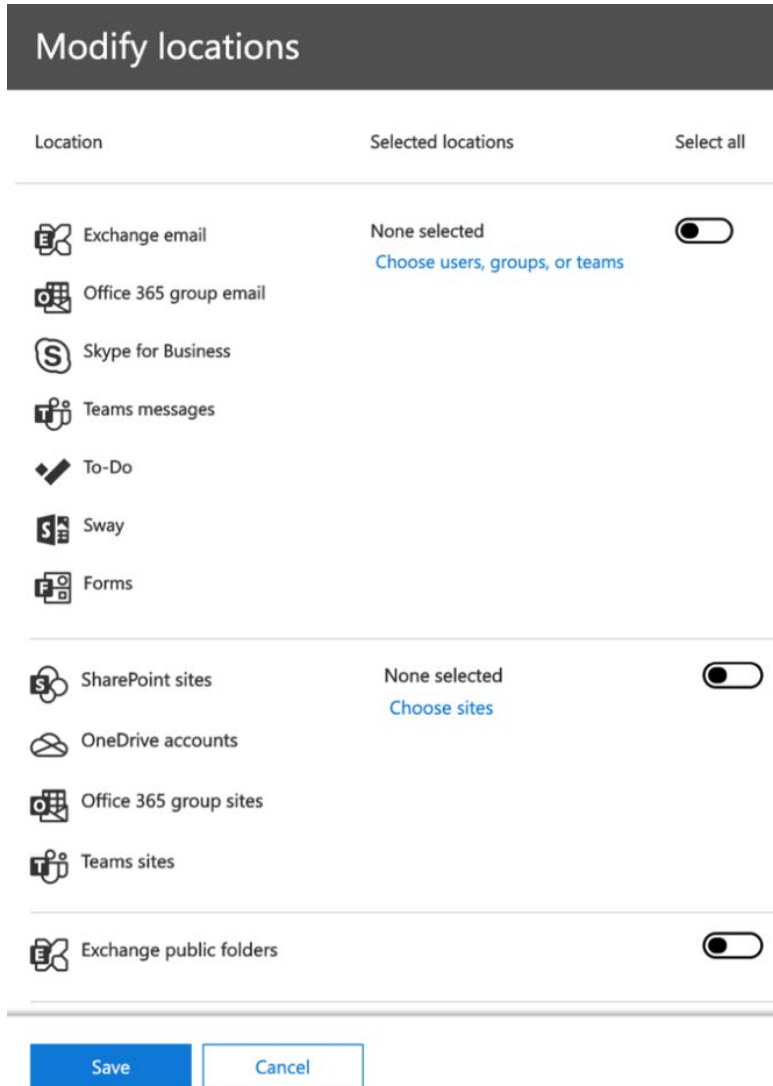 Modify locations
Location Selected locations Select all
Exchange email None selected
Choose users, groups, or teams
Office 365 group email
Skype for Business
Teams messages
To-Do
Sway
Forms
SharePoint sites None selected
Choose sites
OneDrive accounts
Office 365 group sites
Teams sites
Exchange public folders
Save Cancel